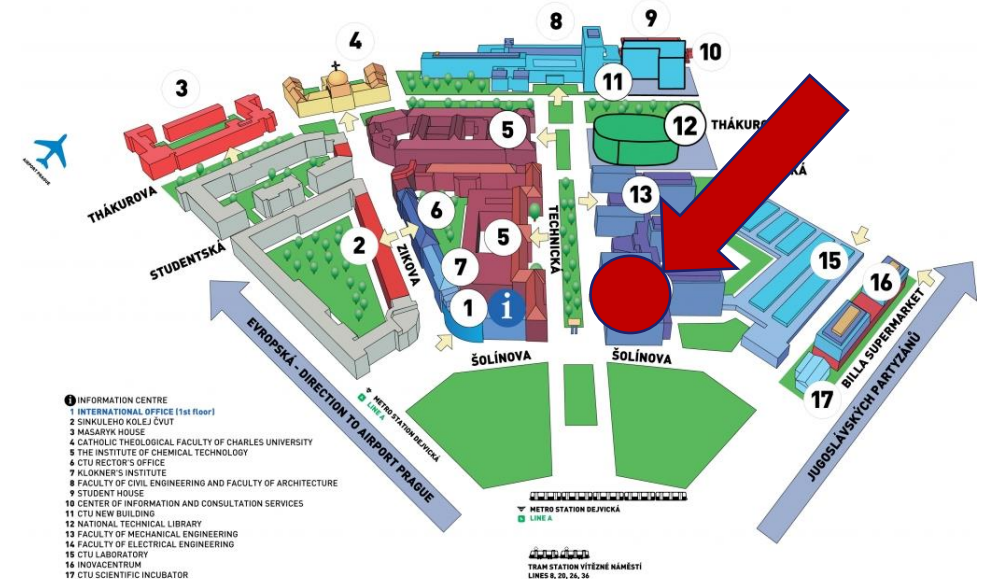 8
9
4
10
3
11
5
12
THÁKURO
KÁ
AIRPORT PRAGUE
13
THÁKUROVA
6
TECHNICKÁ
2
ZIKOVA
5
STUDENTSKÁ
7
15
16
1
i
BILLA SUPERMARKET
EVROPSKÁ - DIRECTION TO AIRPORT PRAGUE
ŠOLÍNOVA
ŠOLÍNOVA
17
JUGOSLÁVSKÝCH PARTYZÁNŮ
METRO STATION DEJVICKÁ
LINE A
i INFORMATION CENTRE
1 INTERNATIONAL OFFICE (1st floor)
2 SINKULEHO KOLEJ ČVUT
3 MASARYK HOUSE
4 CATHOLIC THEOLOGICAL FACULTY OF CHARLES UNIVERSITY
5 THE INSTITUTE OF CHEMICAL TECHNOLOGY
6 CTU RECTOR'S OFFICE
7 KLOKNER'S INSTITUTE
8 FACULTY OF CIVIL ENGINEERING AND FACULTY OF ARCHITECTURE
9 STUDENT HOUSE
10 CENTER OF INFORMATION AND CONSULTATION SERVICES
11 CTU NEW BUILDING
12 NATIONAL TECHNICAL LIBRARY
13 FACULTY OF MECHANICAL ENGINEERING
14 FACULTY OF ELECTRICAL ENGINEERING
15 CTU LABORATORY
16 INOVACENTRUM
17 CTU SCIENTIFIC INCUBATOR
METRO STATION DEJVICKÁ
LINE A
TRAM STATION VÍTĚZNÉ NÁMĚSTÍ
LINES 8, 20, 26, 36